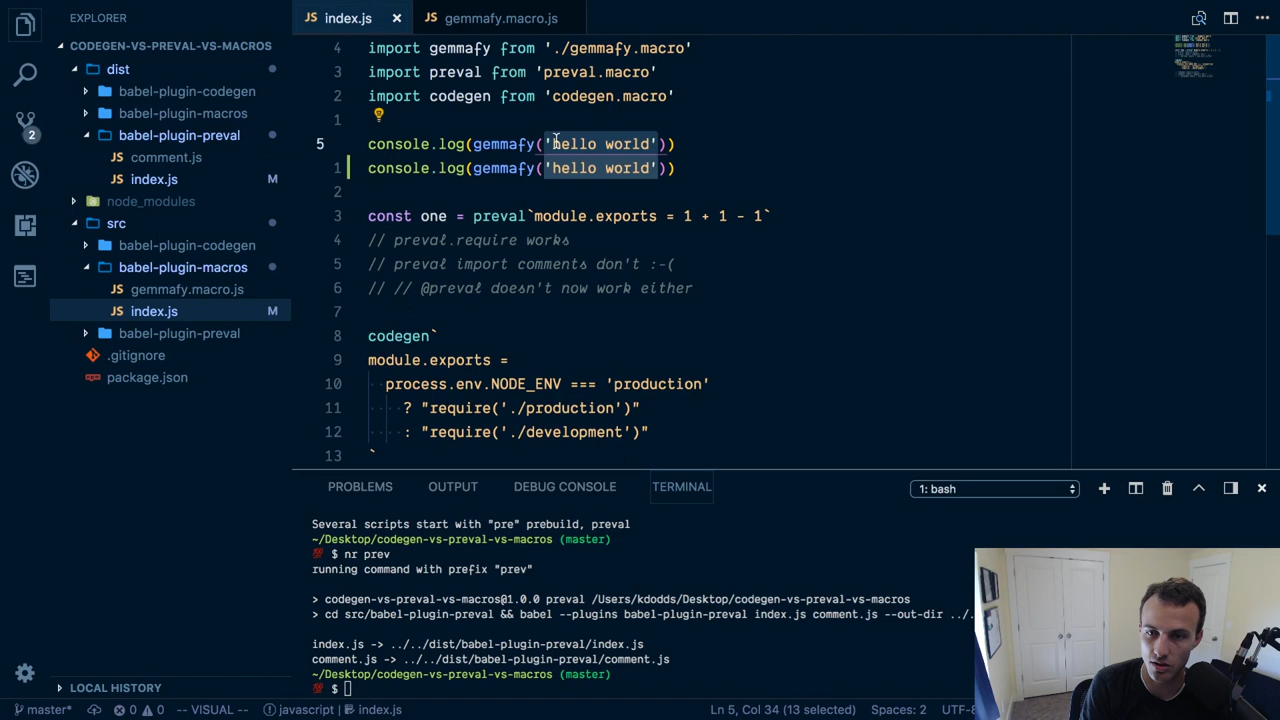 EXPLORER
CODEGEN-VS-PREVAL-VS-MACROS
dist
babel-plugin-codegen
babel-plugin-macros
babel-plugin-preval
comment.js
JS index.js M
node_modules
src
babel-plugin-codegen
babel-plugin-macros
JS gemmafy.macro.js
JS index.js M
babel-plugin-preval
.gitignore
package.json
LOCAL HISTORY
2
JS index.js
JS gemmafy.macro.js
4 import gemmafy from './gemmafy.macro'
3 import preval from 'preval.macro'
2 import codegen from 'codegen.macro'
1
5 console.log(gemmafy('hello world'))
1 console.log(gemmafy('hello world'))
2
3 const one = preval`module.exports = 1 + 1 - 1`
4 // preval.require works
5 // preval import comments don't :-(
6 // // @preval doesn't now work either
7
8 codegen`
9 module.exports =
10 process.env.NODE_ENV === 'production'
11 ? "require('./production')"
12 : "require('./development')"
13 `
PROBLEMS OUTPUT DEBUG CONSOLE TERMINAL 1: bash
Several scripts start with "pre" prebuild, preval
~/Desktop/codegen-vs-preval-vs-macros (master)
💯 $ nr prev
running command with prefix "prev"
> codegen-vs-preval-vs-macros@1.0.0 preval /Users/kdodds/Desktop/codegen-vs-preval-vs-macros
> cd src/babel-plugin-preval && babel --plugins babel-plugin-preval index.js comment.js --out-dir ../.
index.js -> ../../dist/babel-plugin-preval/index.js
comment.js -> ../../dist/babel-plugin-preval/comment.js
~/Desktop/codegen-vs-preval-vs-macros (master)
💯 $
master* 0 0 -- VISUAL -- javascript index.js Ln 5, Col 34 (13 selected) Spaces: 2 UTF-8